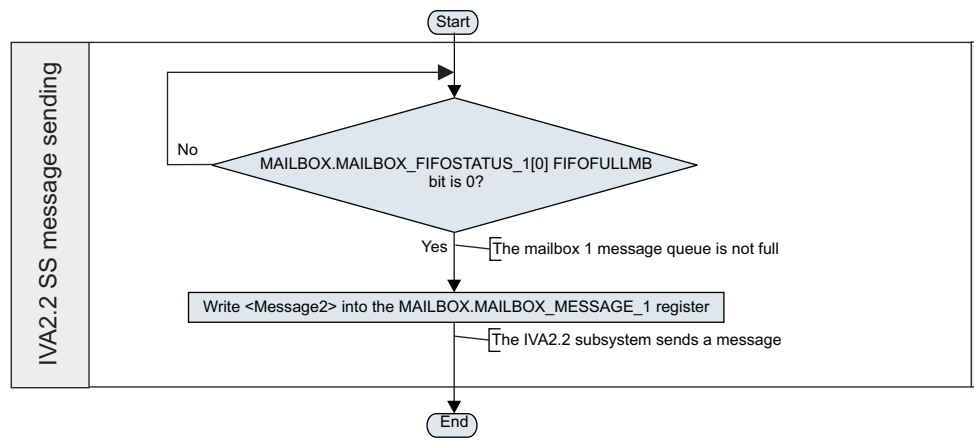 Start
IVA2.2 SS message sending
No
MAILBOX.MAILBOX_FIFOSTATUS_1[0] FIFOFULLMB
bit is 0?
Yes
The mailbox 1 message queue is not full
Write <Message2> into the MAILBOX.MAILBOX_MESSAGE_1 register
The IVA2.2 subsystem sends a message
End